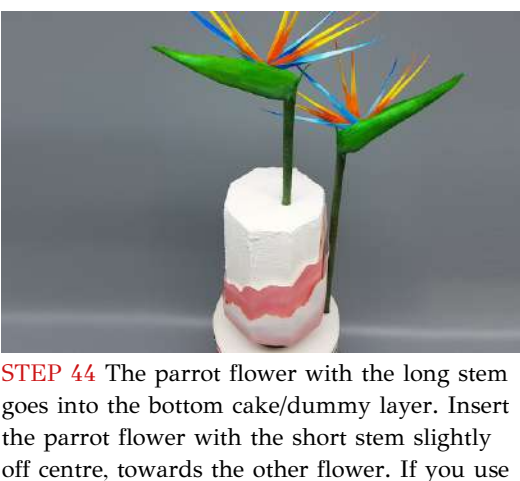 STEP 44 The parrot flower with the long stem
goes into the bottom cake/dummy layer. Insert
the parrot flower with the short stem slightly
off centre, towards the other flower. If you use